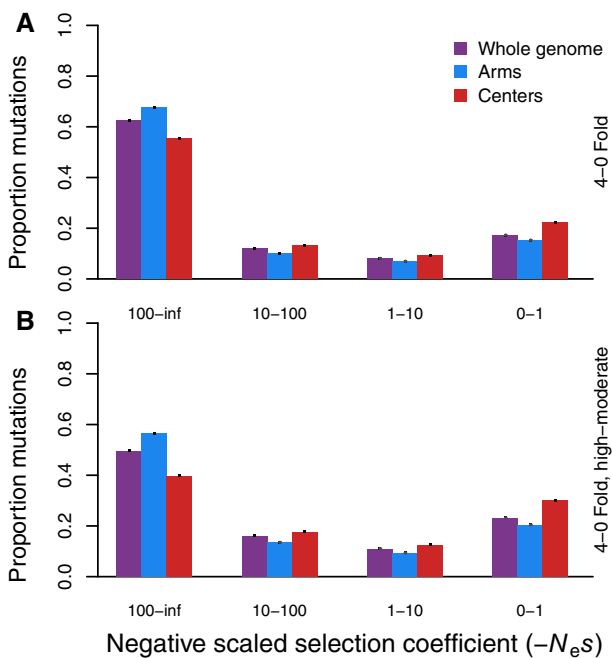 A
Proportion mutations
1.0
0.8
0.6
0.4
0.2
0.0
Whole genome
Arms
Centers
4–0 Fold
100–inf 10–100 1–10 0–1
B
Proportion mutations
1.0
0.8
0.6
0.4
0.2
0.0
4–0 Fold, high–moderate
100–inf 10–100 1–10 0–1
Negative scaled selection coefficient (−Nes)